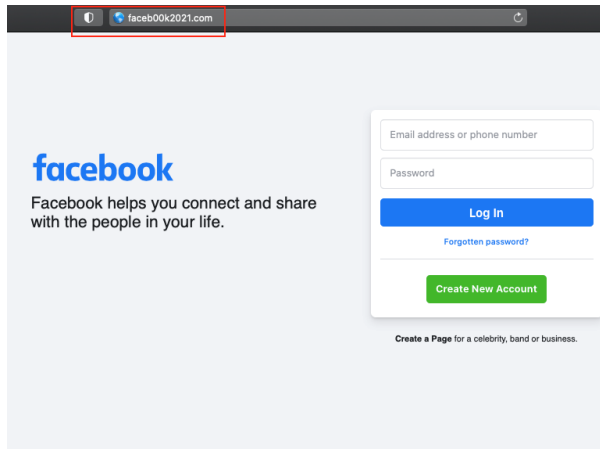 faceb00k2021.com
facebook
Facebook helps you connect and share
with the people in your life.
Email address or phone number
Password
Log In
Forgotten password?
Create New Account
Create a Page for a celebrity, band or business.